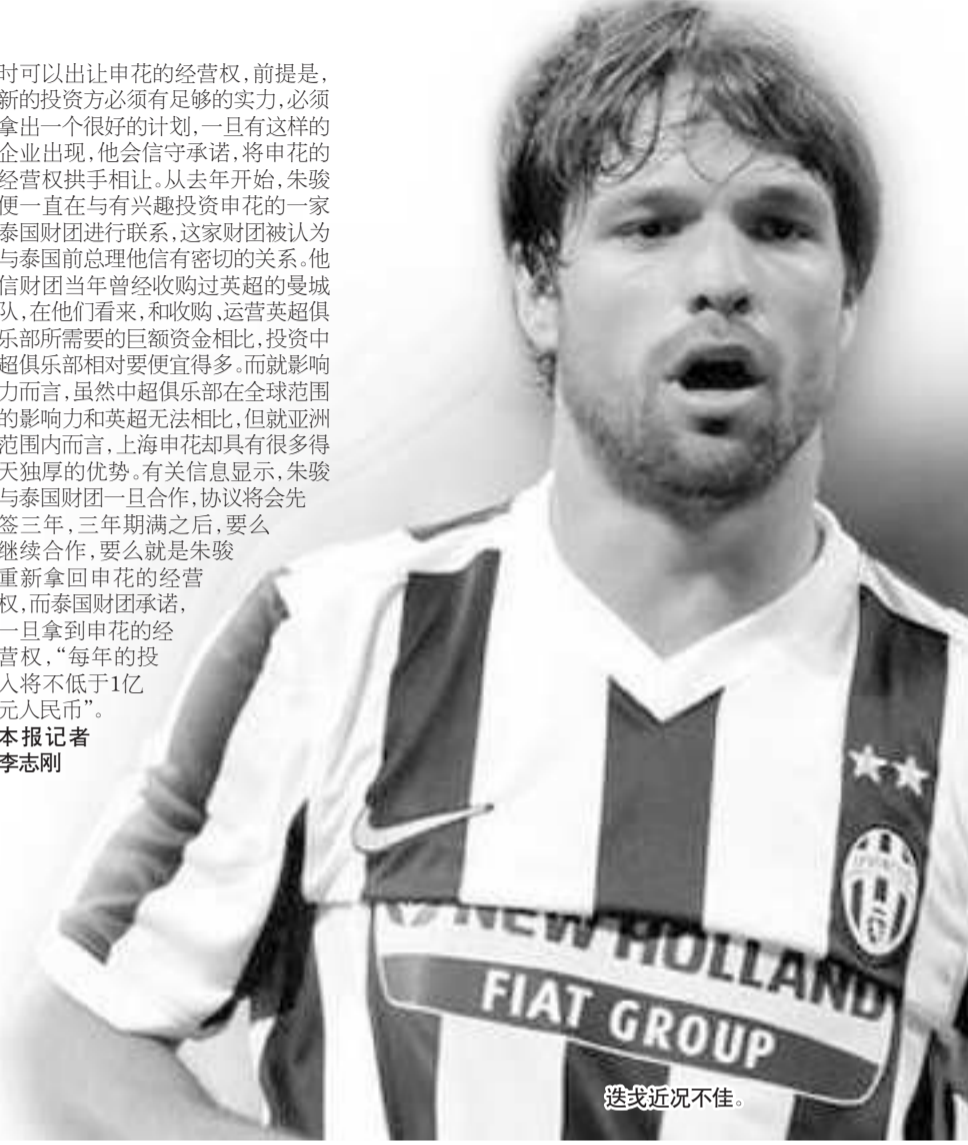 时可以出让申花的经营权，前提是，
新的投资方必须有足够的实力，必须
拿出一个很好的计划，一旦有这样的
企业出现，他会信守承诺，将申花的
经营权拱手相让。从去年开始，朱骏
便一直在与有兴趣投资申花的一家
泰国财团进行联系，这家财团被认为
与泰国前总理他信有密切的关系。他
信财团当年曾经收购过英超的曼城
队，在他们看来，和收购、运营英超俱
乐部所需要的巨额资金相比，投资中
超俱乐部相对要便宜得多。而就影响
力而言，虽然中超俱乐部在全球范围
的影响力和英超无法相比，但就亚洲
范围内而言，上海申花却具有很多得
天独厚的优势。有关信息显示，朱骏
与泰国财团一旦合作，协议将会先
签三年，三年期满之后，要么
继续合作，要么就是朱骏
重新拿回申花的经营
权，而泰国财团承诺，
一旦拿到申花的经
营权，“每年的投
入将不低于1亿
元人民币”。
本报记者
李志刚
NEW HOLLAND
FIAT GROUP
迭戈近况不佳。